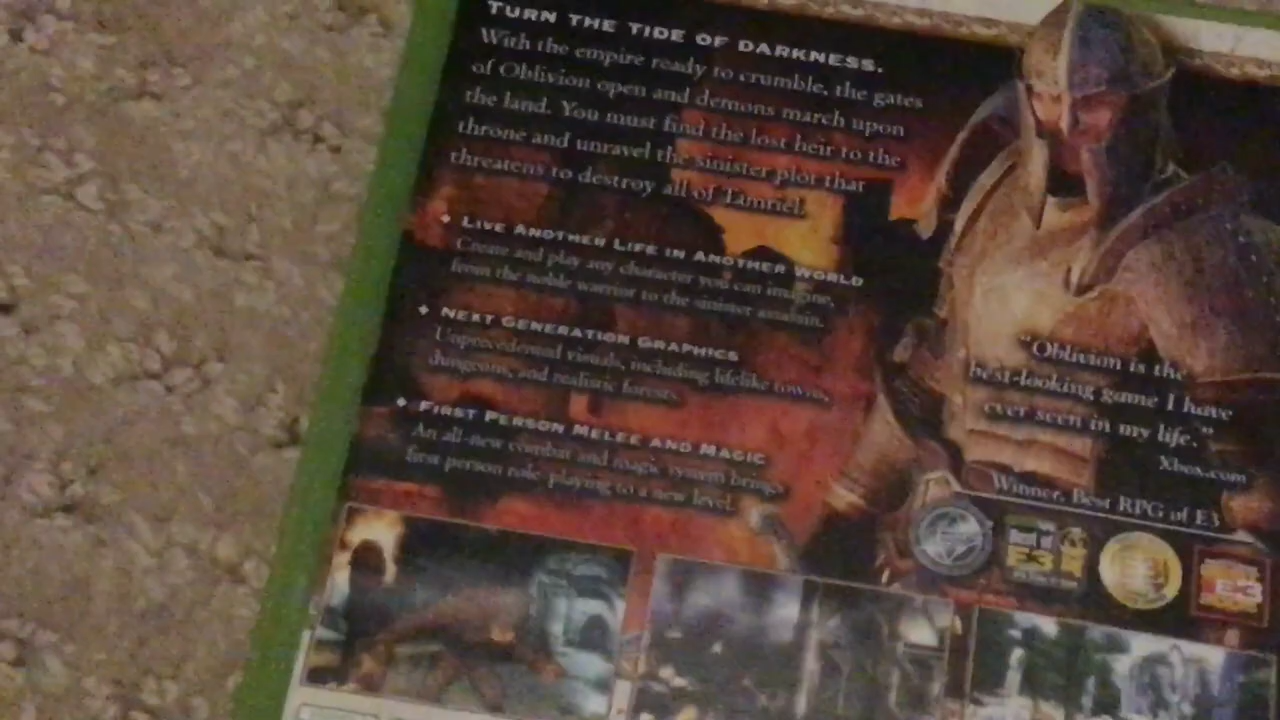 TURN THE TIDE OF DARKNESS.
With the empire ready to crumble, the gates
of Oblivion open and demons march upon
the land. You must find the lost heir to the
throne and unravel the sinister plot that
threatens to destroy all of Tamriel.
LIVE ANOTHER LIFE IN ANOTHER WORLD
Create and play any character you can imagine,
from the noble warrior to the sinister assassin.
NEXT GENERATION GRAPHICS
Unprecedented visuals, including lifelike towns,
dungeons, and realistic forests.
FIRST PERSON MELEE AND MAGIC
An all-new combat and magic system brings
first person role-playing to a new level.
"Oblivion is the
best-looking game I have
ever seen in my life."
Xbox.com
Winner, Best RPG of E3
E3
E3